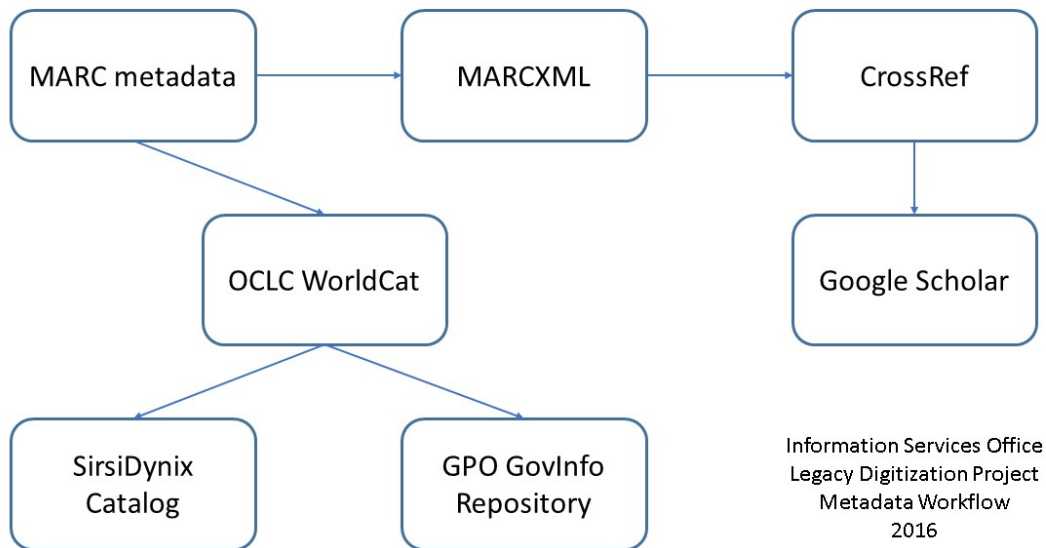 MARC metadata
MARCXML
CrossRef
OCLC WorldCat
Google Scholar
SirsiDynix
Catalog
GPO GovInfo
Repository
Information Services Office
Legacy Digitization Project
Metadata Workflow
2016